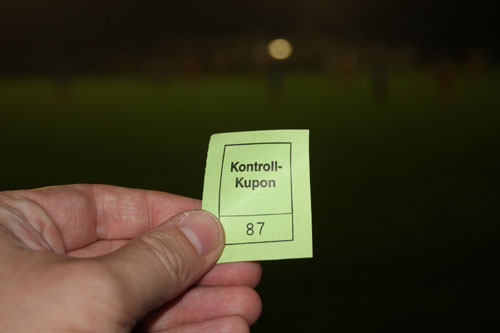 Kontroll-
Kupon
87